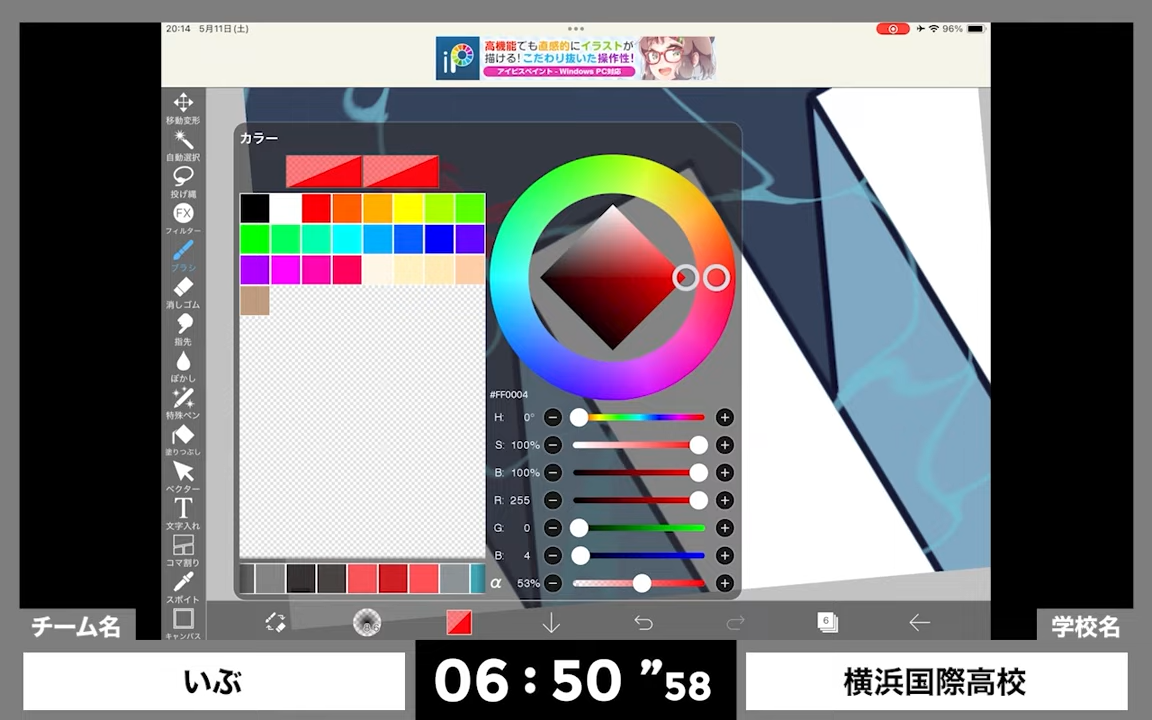 20:14 5月11日(土)
96%
高機能でも直感的にイラストが
描ける!こだわり抜いた操作性!
アイビスペイント - Windows PC対応
移動変形
自動選択
投げ縄
FX
フィルター
ブラシ
消しゴム
指先
ぼかし
特殊ペン
塗りつぶし
ベクター
T
文字入れ
コマ割り
スポイト
キャンバス
カラー
#FF0004
H: 0°
S: 100%
B: 100%
R: 255
G: 0
B: 4
α 53%
6
チーム名
学校名
いぶ
06:50"58
横浜国際高校